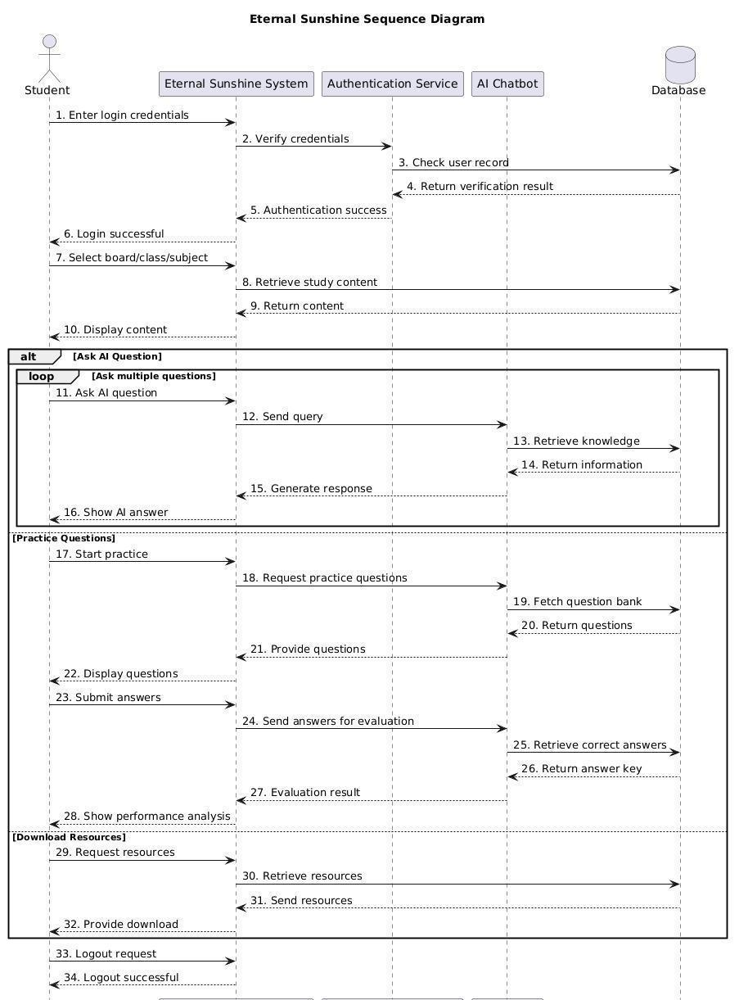 Eternal Sunshine Sequence Diagram
Student
Eternal Sunshine System
Authentication Service
AI Chatbot
Database
1. Enter login credentials
2. Verify credentials
3. Check user record
4. Return verification result
5. Authentication success
6. Login successful
7. Select board/class/subject
8. Retrieve study content
9. Return content
10. Display content
alt [Ask AI Question]
loop [Ask multiple questions]
11. Ask AI question
12. Send query
13. Retrieve knowledge
14. Return information
15. Generate response
16. Show AI answer
[Practice Questions]
17. Start practice
18. Request practice questions
19. Fetch question bank
20. Return questions
21. Provide questions
22. Display questions
23. Submit answers
24. Send answers for evaluation
25. Retrieve correct answers
26. Return answer key
27. Evaluation result
28. Show performance analysis
[Download Resources]
29. Request resources
30. Retrieve resources
31. Send resources
32. Provide download
33. Logout request
34. Logout successful